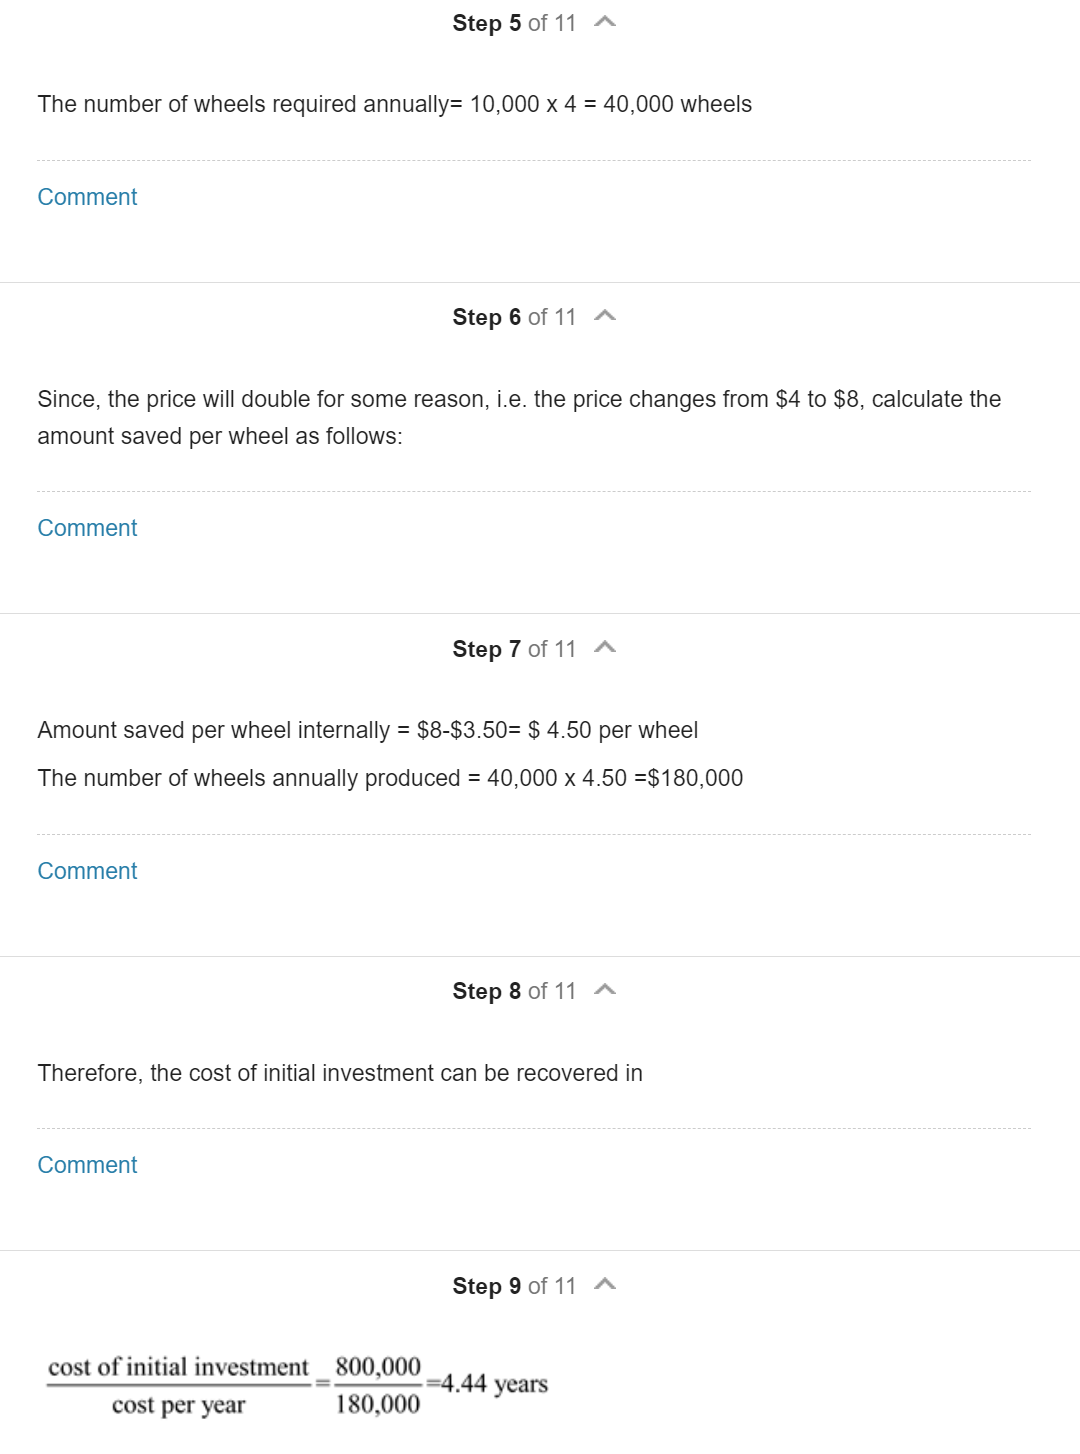 Step 5 of 11
The number of wheels required annually= 10,000 x 4 = 40,000 wheels
Comment
Step 6 of 11
Since, the price will double for some reason, i.e. the price changes from $4 to $8, calculate the
amount saved per wheel as follows:
Comment
Step 7 of 11
Amount saved per wheel internally = $8-$3.50= $ 4.50 per wheel
The number of wheels annually produced = 40,000 x 4.50 =$180,000
Comment
Step 8 of 11
Therefore, the cost of initial investment can be recovered in
Comment
Step 9 of 11
cost of initial investment 800,000
= =4.44 years
cost per year 180,000